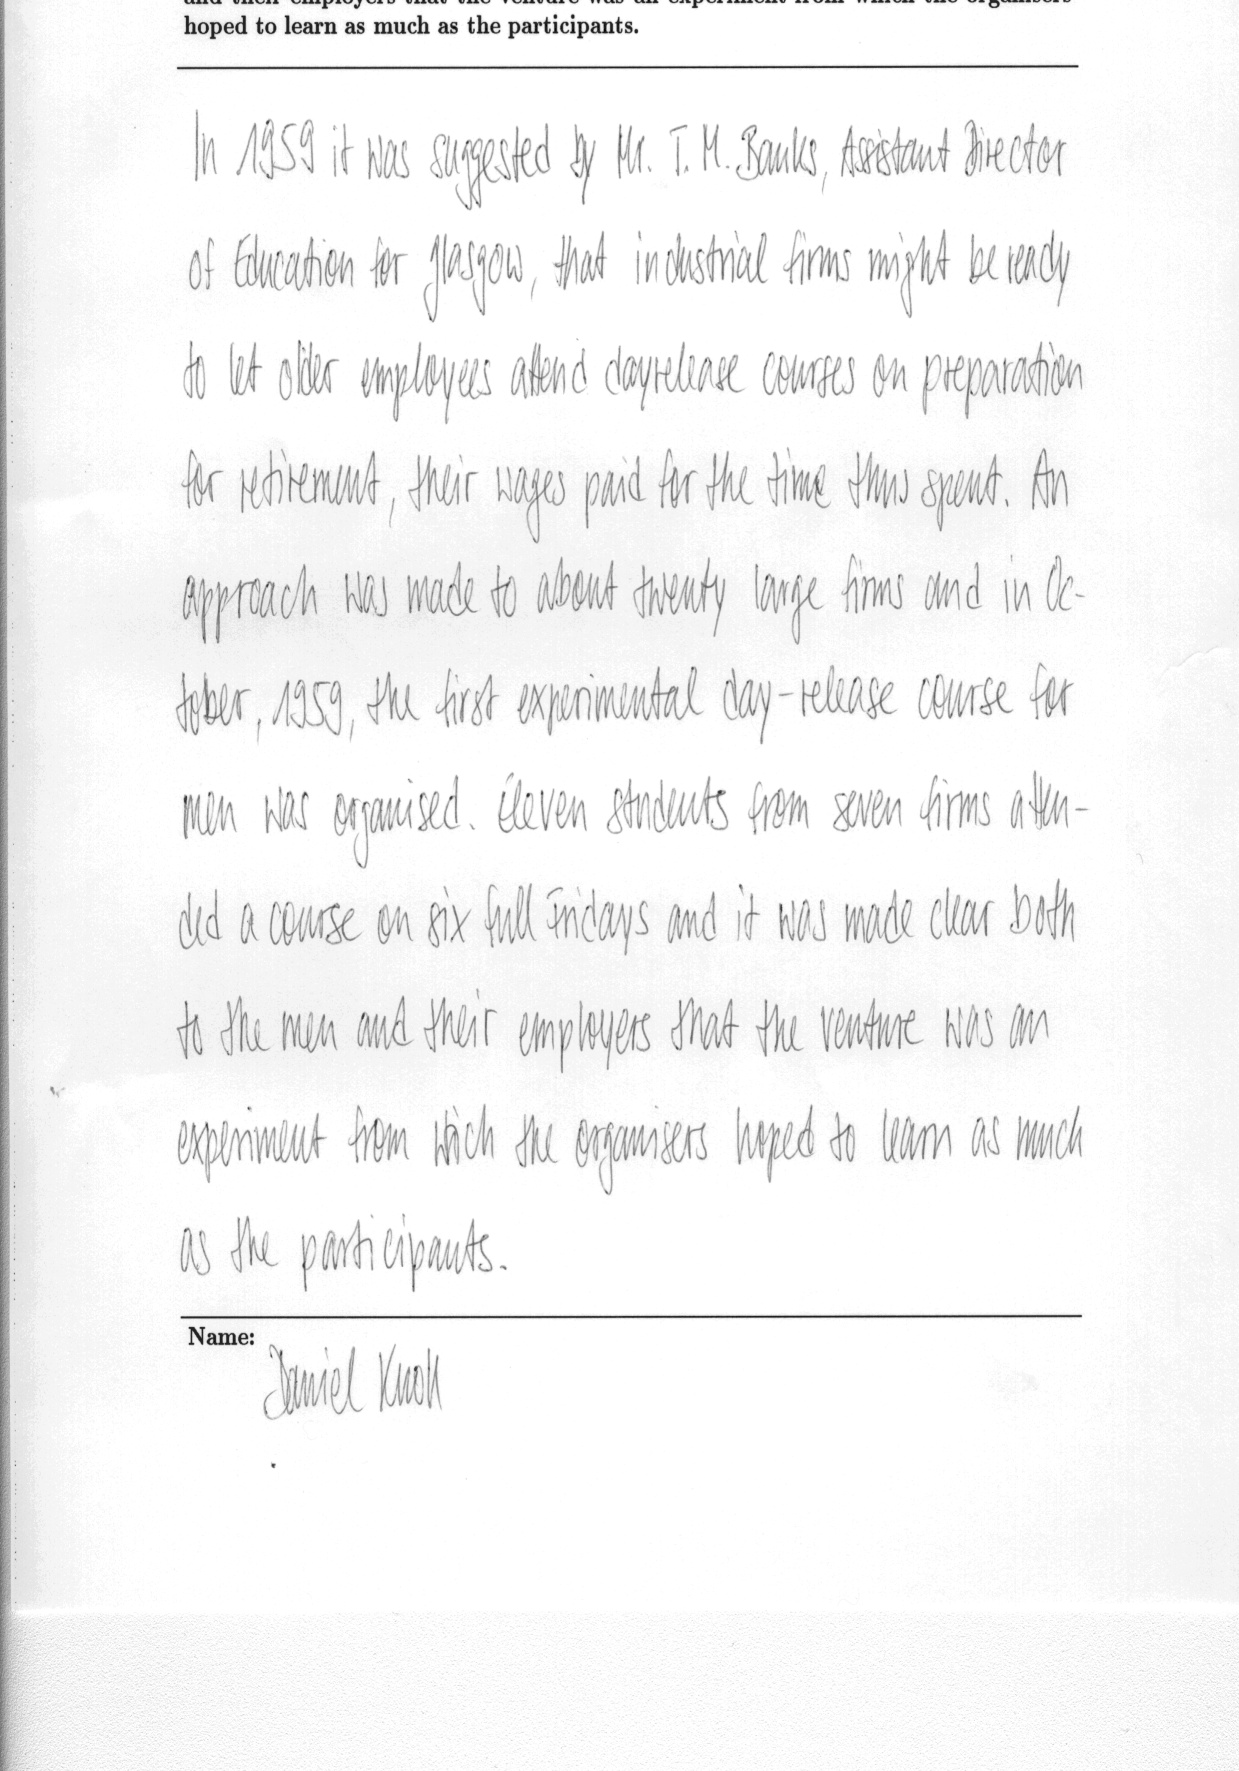 and their employers that the venture was an experiment from which the organisers
hoped to learn as much as the participants.
In 1959 it was suggested by Mr. T. M. Banks, Assistant Director
of Education for Glasgow, that industrial firms might be ready
to let older employees attend dayrelease courses on preparation
for retirement, their wages paid for the time thus spent. An
approach was made to about twenty large firms and in Oc-
tober, 1959, the first experimental day-release course for
men was organised. Eleven students from seven firms atten-
ded a course on six full Fridays and it was made clear both
to the men and their employers that the venture was an
experiment from wich the organisers hoped to learn as much
as the participants.
Name:
Daniel Knoll